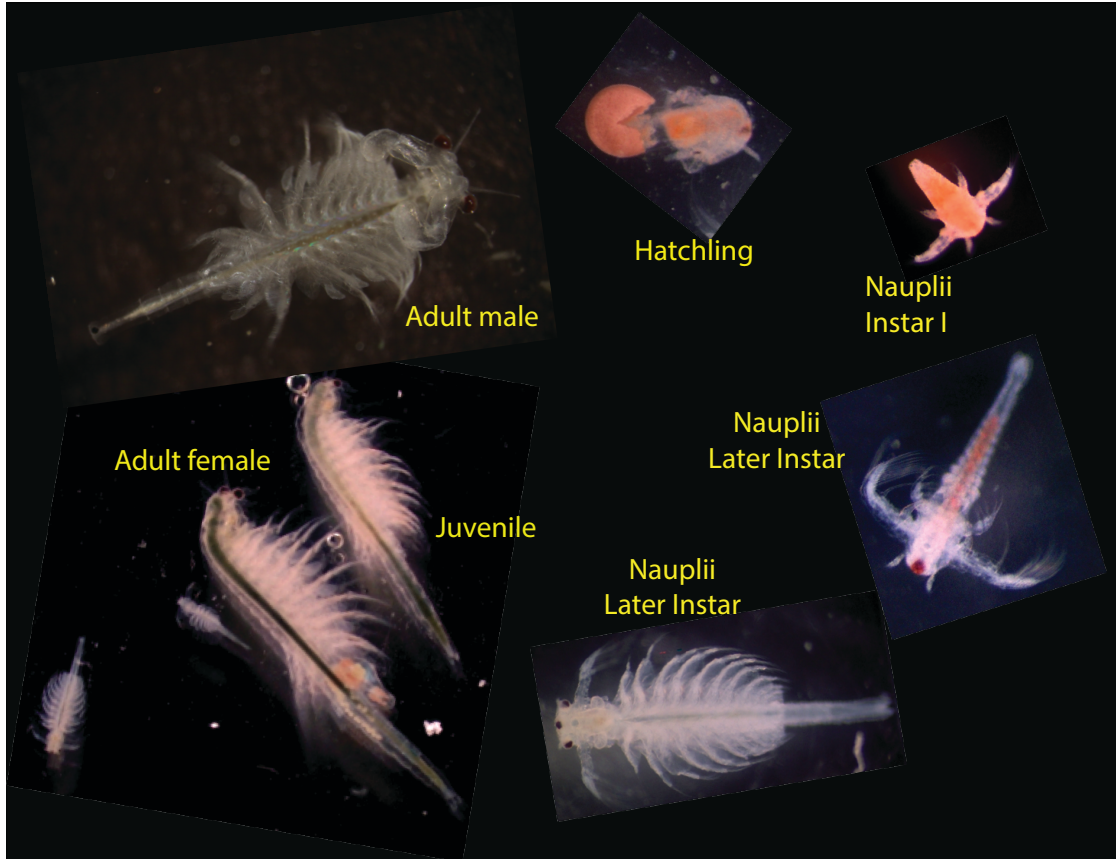 Hatchling
Nauplii
Instar I
Adult male
Nauplii
Later Instar
Adult female
Juvenile
Nauplii
Later Instar